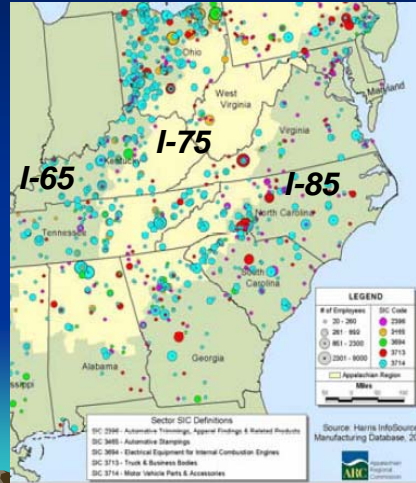 Ohio
West
Virginia
Maryland
Virginia
Kentucky
I-75
I-65
I-85
North Carolina
Tennessee
South
Carolina
Georgia
Alabama
ssippi
LEGEND
# of Employees
SIC Code
20 - 260
2396
3465
3694
3713
2301 - 8000
3714
Appalachian Region
Miles
Sector SIC Definitions
SIC 2396 - Automotive Trimmings, Apparel Findings & Related Products
SIC 3465 - Automotive Stampings
SIC 3694 - Electrical Equipment for Internal Combustion Engines
SIC 3713 - Truck & Business Bodies
SIC 3714 - Motor Vehicle Parts & Accessories
Source: Harris InfoSource
Manufacturing Database, 20
ARC
Appalachian
Regional
Commission